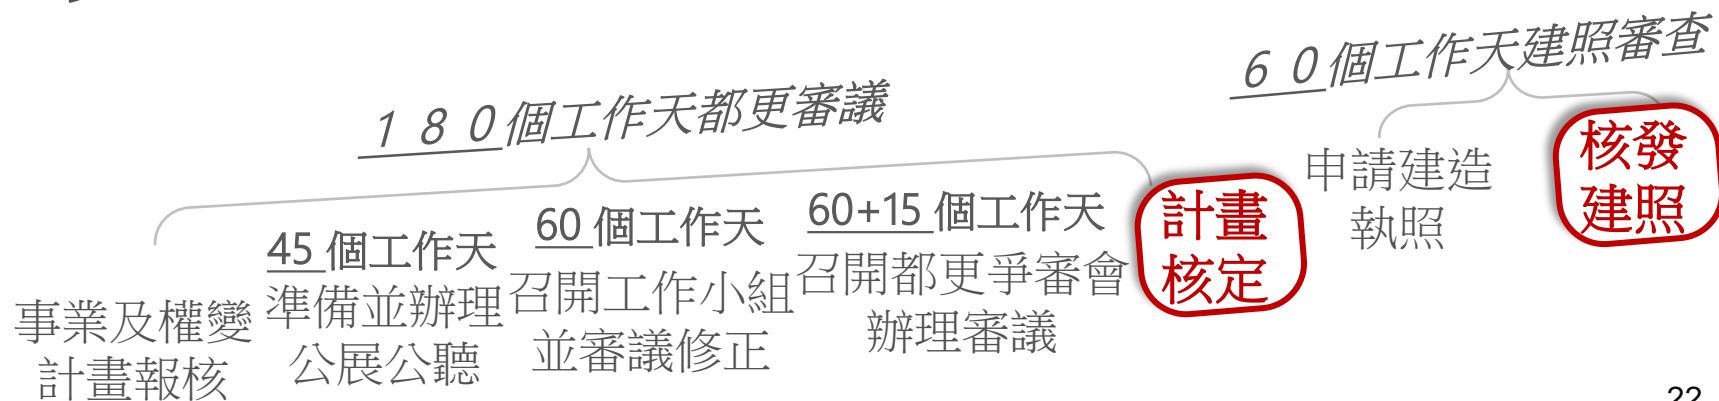 １８０個工作天都更審議
６０個工作天建照審查
事業及權變
計畫報核
45 個工作天
準備並辦理
公展公聽
60 個工作天
召開工作小組
並審議修正
60+15 個工作天
召開都更爭審會
辦理審議
計畫
核定
申請建造
執照
核發
建照
22